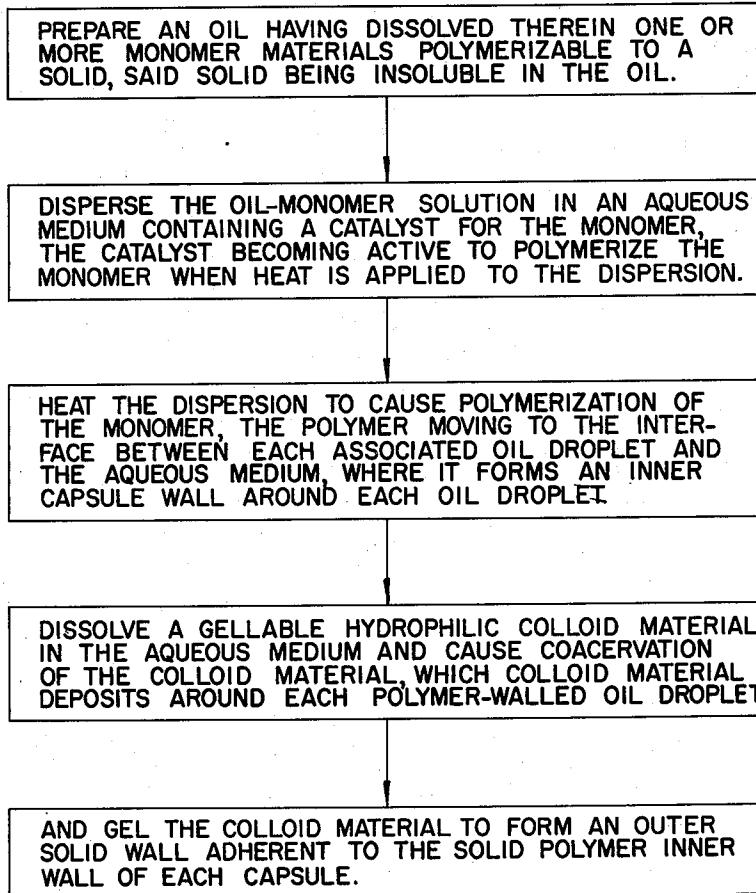 PREPARE AN OIL HAVING DISSOLVED THEREIN ONE OR
MORE MONOMER MATERIALS POLYMERIZABLE TO A
SOLID, SAID SOLID BEING INSOLUBLE IN THE OIL.
DISPERSE THE OIL-MONOMER SOLUTION IN AN AQUEOUS
MEDIUM CONTAINING A CATALYST FOR THE MONOMER,
THE CATALYST BECOMING ACTIVE TO POLYMERIZE THE
MONOMER WHEN HEAT IS APPLIED TO THE DISPERSION.
HEAT THE DISPERSION TO CAUSE POLYMERIZATION OF
THE MONOMER, THE POLYMER MOVING TO THE INTER-
FACE BETWEEN EACH ASSOCIATED OIL DROPLET AND
THE AQUEOUS MEDIUM, WHERE IT FORMS AN INNER
CAPSULE WALL AROUND EACH OIL DROPLET.
DISSOLVE A GELLABLE HYDROPHILIC COLLOID MATERIAL
IN THE AQUEOUS MEDIUM AND CAUSE COACERVATION
OF THE COLLOID MATERIAL, WHICH COLLOID MATERIAL
DEPOSITS AROUND EACH POLYMER-WALLED OIL DROPLET
AND GEL THE COLLOID MATERIAL TO FORM AN OUTER
SOLID WALL ADHERENT TO THE SOLID POLYMER INNER
WALL OF EACH CAPSULE.